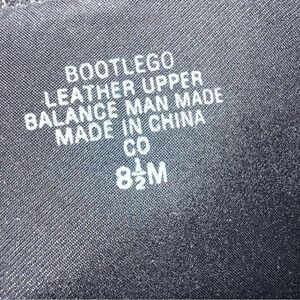 BOOTLEGO
LEATHER UPPER
BALANCE MAN MADE
MADE IN CHINA
CO
8½M